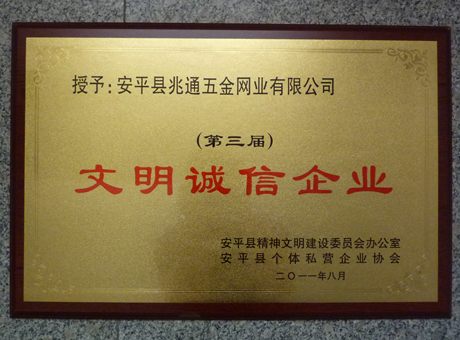 授予:安平县兆通五金网业有限公司
(第三届)
文明诚信企业
安平县精神文明建设委员会办公室
安平县个体私营企业协会
二〇一一年八月